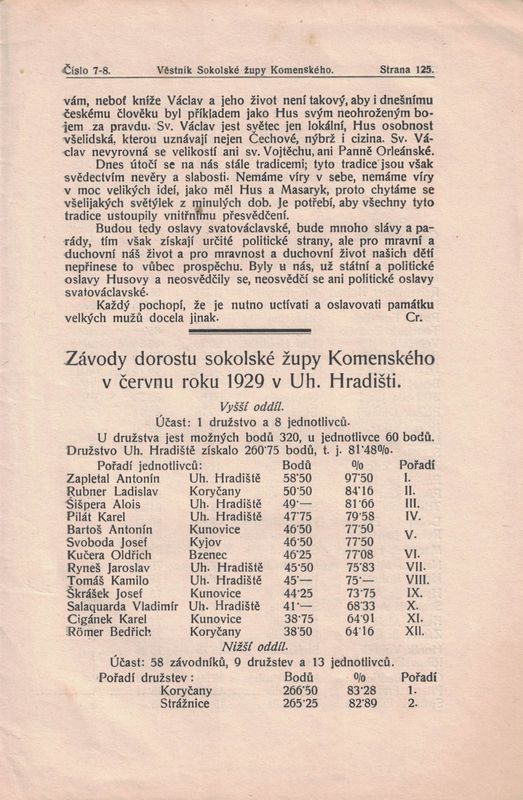 Číslo 7-8. Věstník Sokolské župy Komenského. Strana 125.
vám, neboť kníže Václav a jeho život není takový, aby i dnešnímu
českému člověku byl příkladem jako Hus svým neohroženým bo-
jem za pravdu. Sv. Václav jest světec jen lokální, Hus osobnost
všelidská, kterou uznávají nejen Čechové, nýbrž i cizina. Sv. Vá-
clav nevyrovná se velikostí ani sv. Vojtěchu, ani Panně Orleánské.
Dnes útočí se na nás stále tradicemi; tyto tradice jsou však
svědectvím nevěry a slabosti. Nemáme víry v sebe, nemáme víry
v moc velikých ideí, jako měl Hus a Masaryk, proto chytáme se
všelijakých světýlek z minulých dob. Je potřebí, aby všechny tyto
tradice ustoupily vnitřnímu přesvědčení.
Budou tedy oslavy svatováclavské, bude mnoho slávy a pa-
rády, tím však získají určité politické strany, ale pro mravní a
duchovní náš život a pro mravnost a duchovní život našich dětí
nepřinese to vůbec prospěchu. Byly u nás, už státní a politické
oslavy Husovy a neosvědčily se, neosvědčí se ani politické oslavy
svatováclavské.
Každý pochopí, že je nutno uctívati a oslavovati památku
velkých mužů docela jinak. Cr.
Závody dorostu sokolské župy Komenského
v červnu roku 1929 v Uh. Hradišti.
Vyšší oddíl.
Účast: 1 družstvo a 8 jednotlivců.
U družstva jest možných bodů 320, u jednotlivce 60 bodů.
Družstvo Uh. Hradiště získalo 260·75 bodů, t. j. 81·48%.
Pořadí jednotlivců: Bodů % Pořadí
Zapletal Antonín Uh. Hradiště 58·50 97·50 I.
Rubner Ladislav Koryčany 50·50 84·16 II.
Šišpera Alois Uh. Hradiště 49·— 81·66 III.
Pilát Karel Uh. Hradiště 47·75 79·58 IV.
Bartoš Antonín Kunovice 46·50 77·50
V.
Svoboda Josef Kyjov 46·50 77·50
Kučera Oldřich Bzenec 46·25 77·08 VI.
Ryneš Jaroslav Uh. Hradiště 45·50 75·83 VII.
Tomáš Kamilo Uh. Hradiště 45·— 75·— VIII.
Škrášek Josef Kunovice 44·25 73·75 IX.
Salaquarda Vladimír Uh. Hradiště 41·— 68·33 X.
Cigánek Karel Kunovice 38·75 64·91 XI.
Römer Bedřich Koryčany 38·50 64·16 XII.
Nižší oddíl.
Účast: 58 závodníků, 9 družstev a 13 jednotlivců.
Pořadí družstev: Bodů % Pořadí
Koryčany 266·50 83·28 1.
Strážnice 265·25 82·89 2.